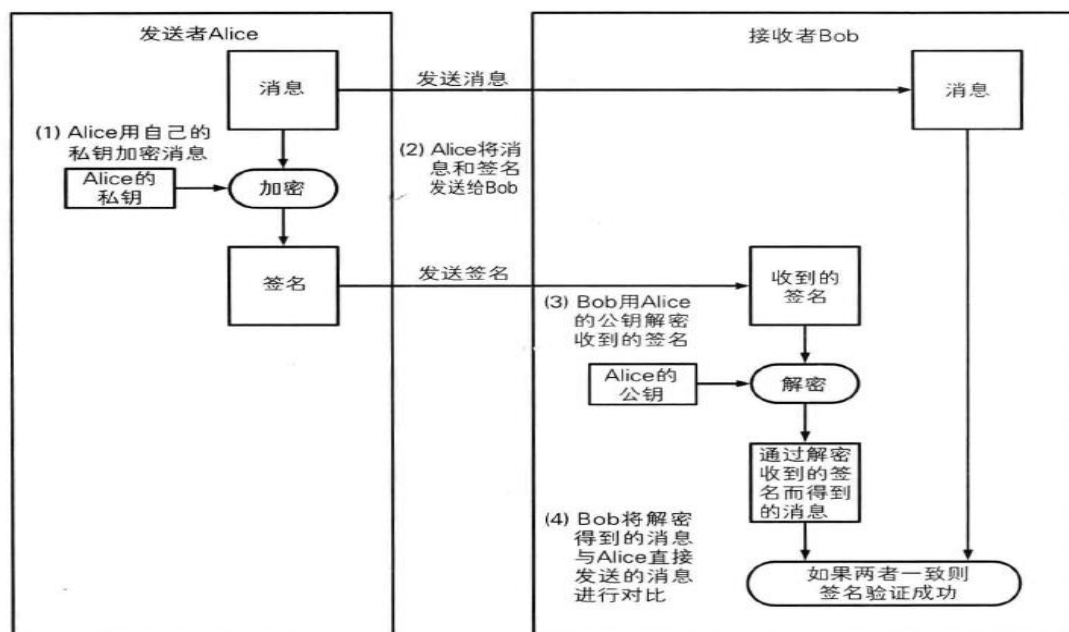 发送者Alice
接收者Bob
消息
发送消息
消息
(1) Alice用自己的
私钥加密消息
(2) Alice将消
息和签名
发送给Bob
Alice的
私钥
加密
签名
发送签名
收到的
签名
(3) Bob用Alice
的公钥解密
收到的签名
Alice的
公钥
解密
通过解密
收到的签
名而得到
的消息
(4) Bob将解密
得到的消息
与Alice直接
发送的消息
进行对比
如果两者一致则
签名验证成功